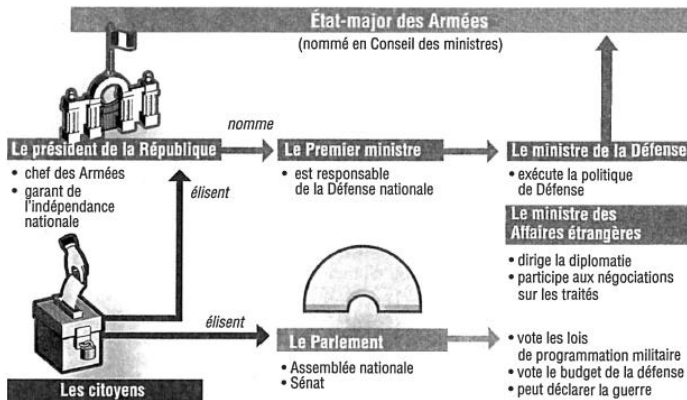 État-major des Armées
(nommé en Conseil des ministres)
nomme
Le président de la République
• chef des Armées
• garant de
l'indépendance
nationale
Le Premier ministre
• est responsable
de la Défense nationale
Le ministre de la Défense
• exécute la politique
de Défense
Le ministre des
Affaires étrangères
• dirige la diplomatie
• participe aux négociations
sur les traités
élisent
élisent
Les citoyens
Le Parlement
• Assemblée nationale
• Sénat
• vote les lois
de programmation militaire
• vote le budget de la défense
• peut déclarer la guerre